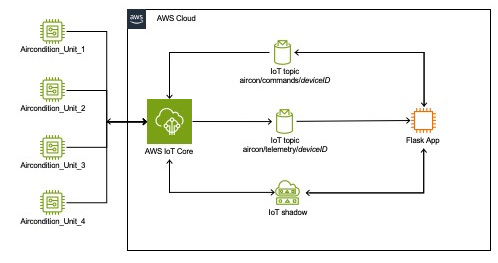 aws
AWS Cloud
Aircondition_Unit_1
Aircondition_Unit_2
Aircondition_Unit_3
Aircondition_Unit_4
AWS IoT Core
IoT topic
aircon/commands/deviceID
IoT topic
aircon/telemetry/deviceID
IoT shadow
Flask App